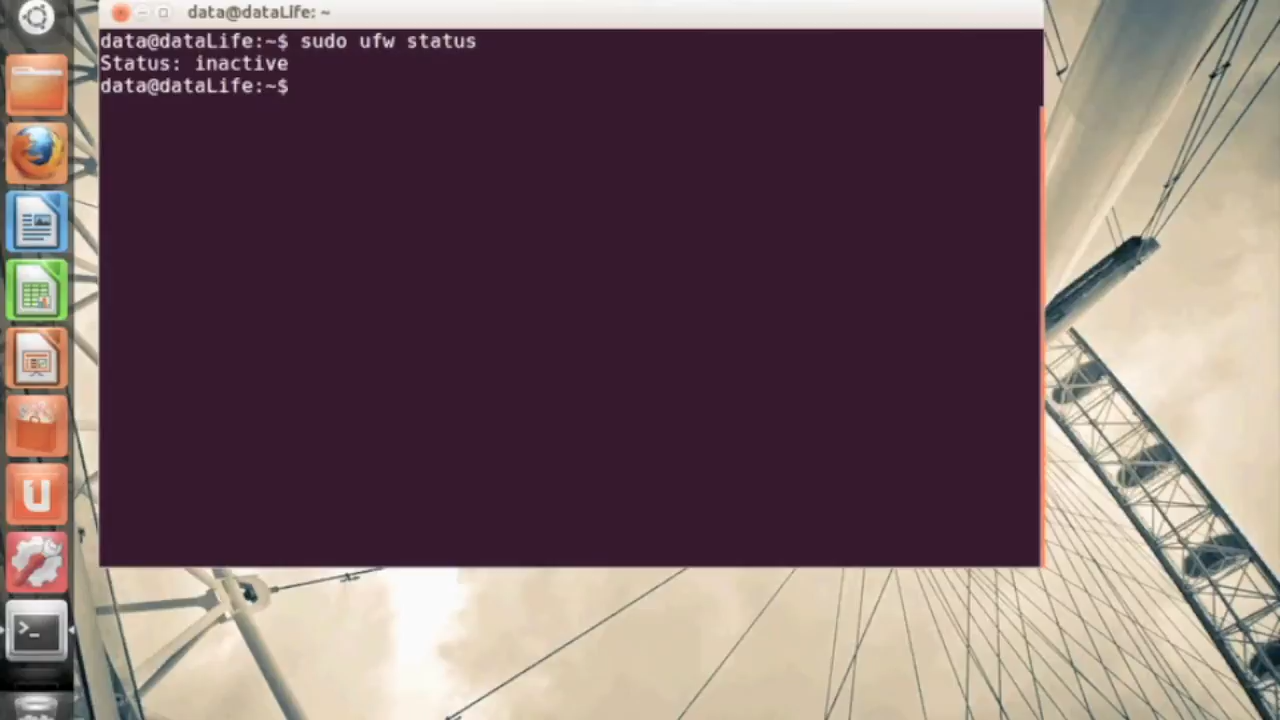 data@dataLife: ~
data@dataLife:~$ sudo ufw status
Status: inactive
data@dataLife:~$